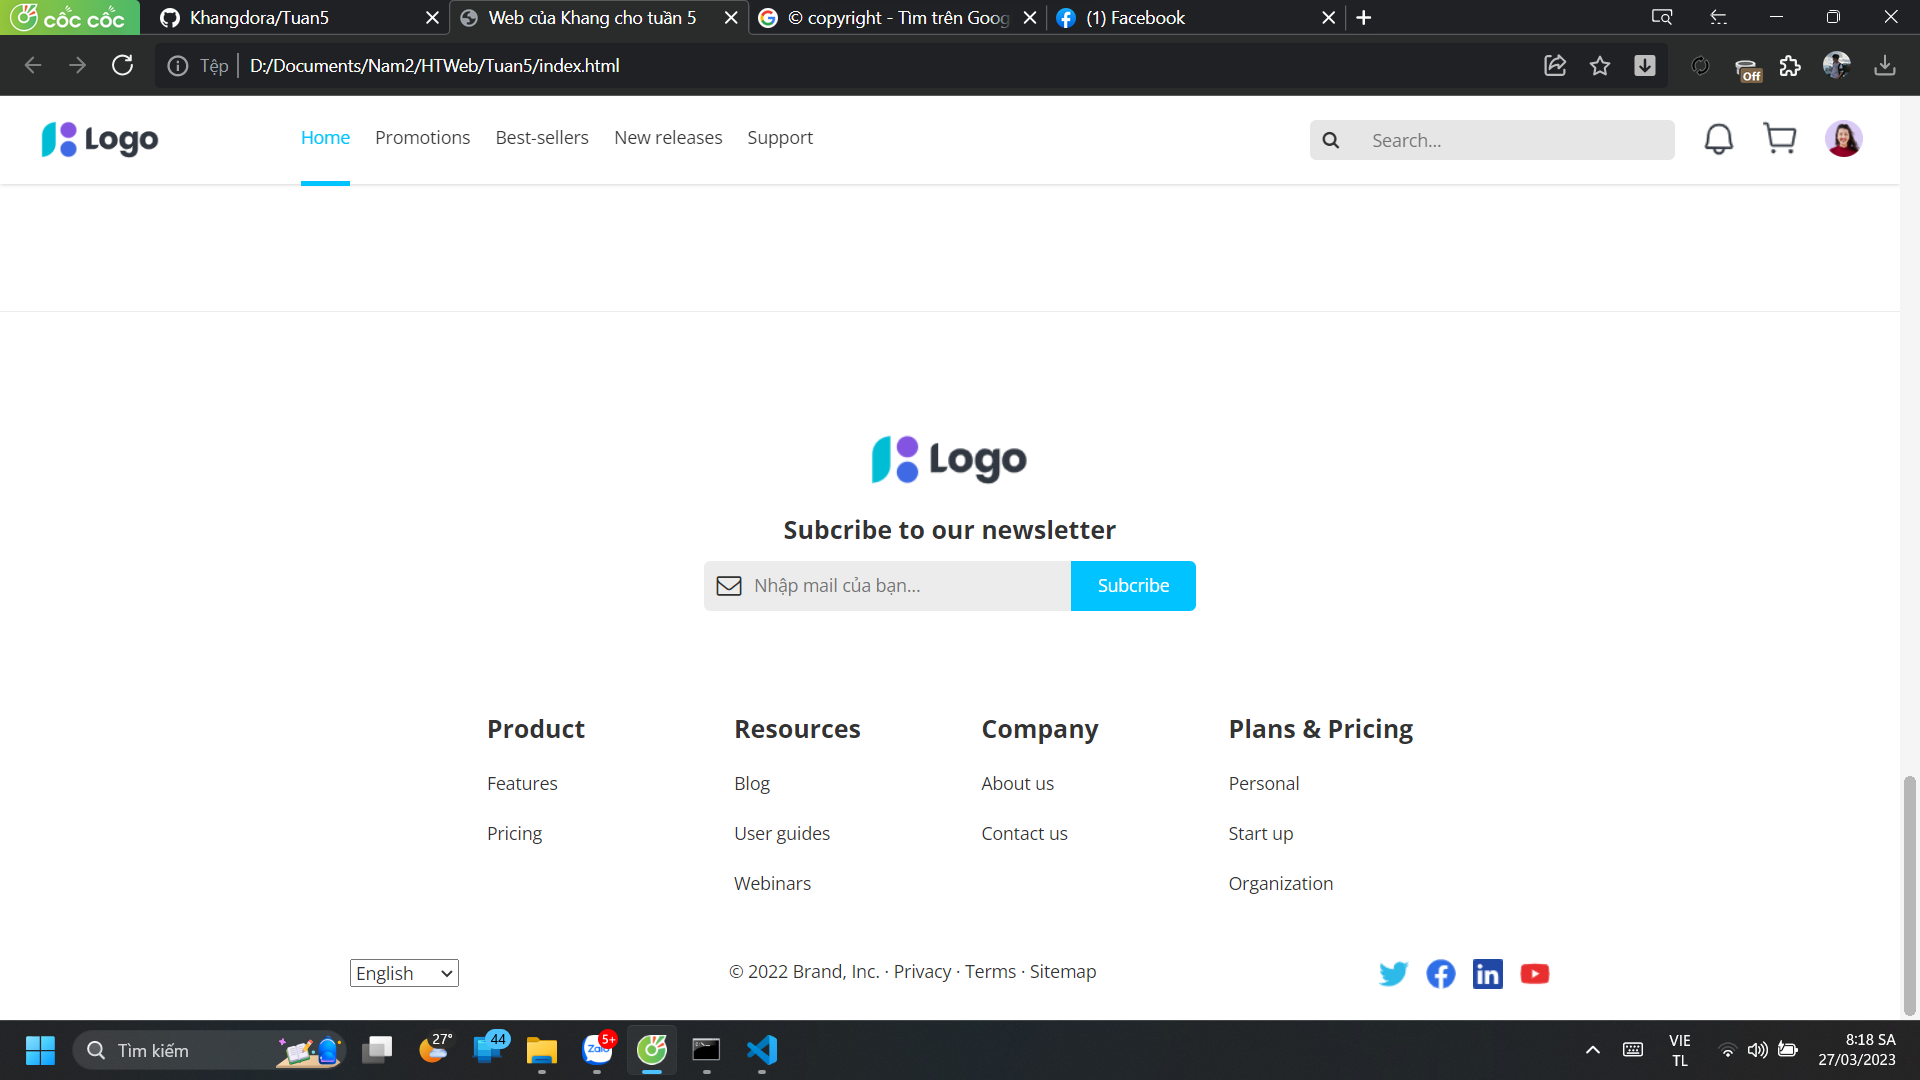 cốc cốc
Khangdora/Tuan5
Web của Khang cho tuần 5
© copyright - Tìm trên Goog
(1) Facebook
Tệp
D:/Documents/Nam2/HTWeb/Tuan5/index.html
Off
Logo
Home
Promotions
Best-sellers
New releases
Support
Search...
Logo
Subcribe to our newsletter
Nhập mail của bạn...
Subcribe
Product
Resources
Company
Plans & Pricing
Features
Blog
About us
Personal
Pricing
User guides
Contact us
Start up
Webinars
Organization
English
© 2022 Brand, Inc. · Privacy · Terms · Sitemap
in
Tìm kiếm
27°
44
Zalo
5+
VIE
TL
8:18 SA
27/03/2023